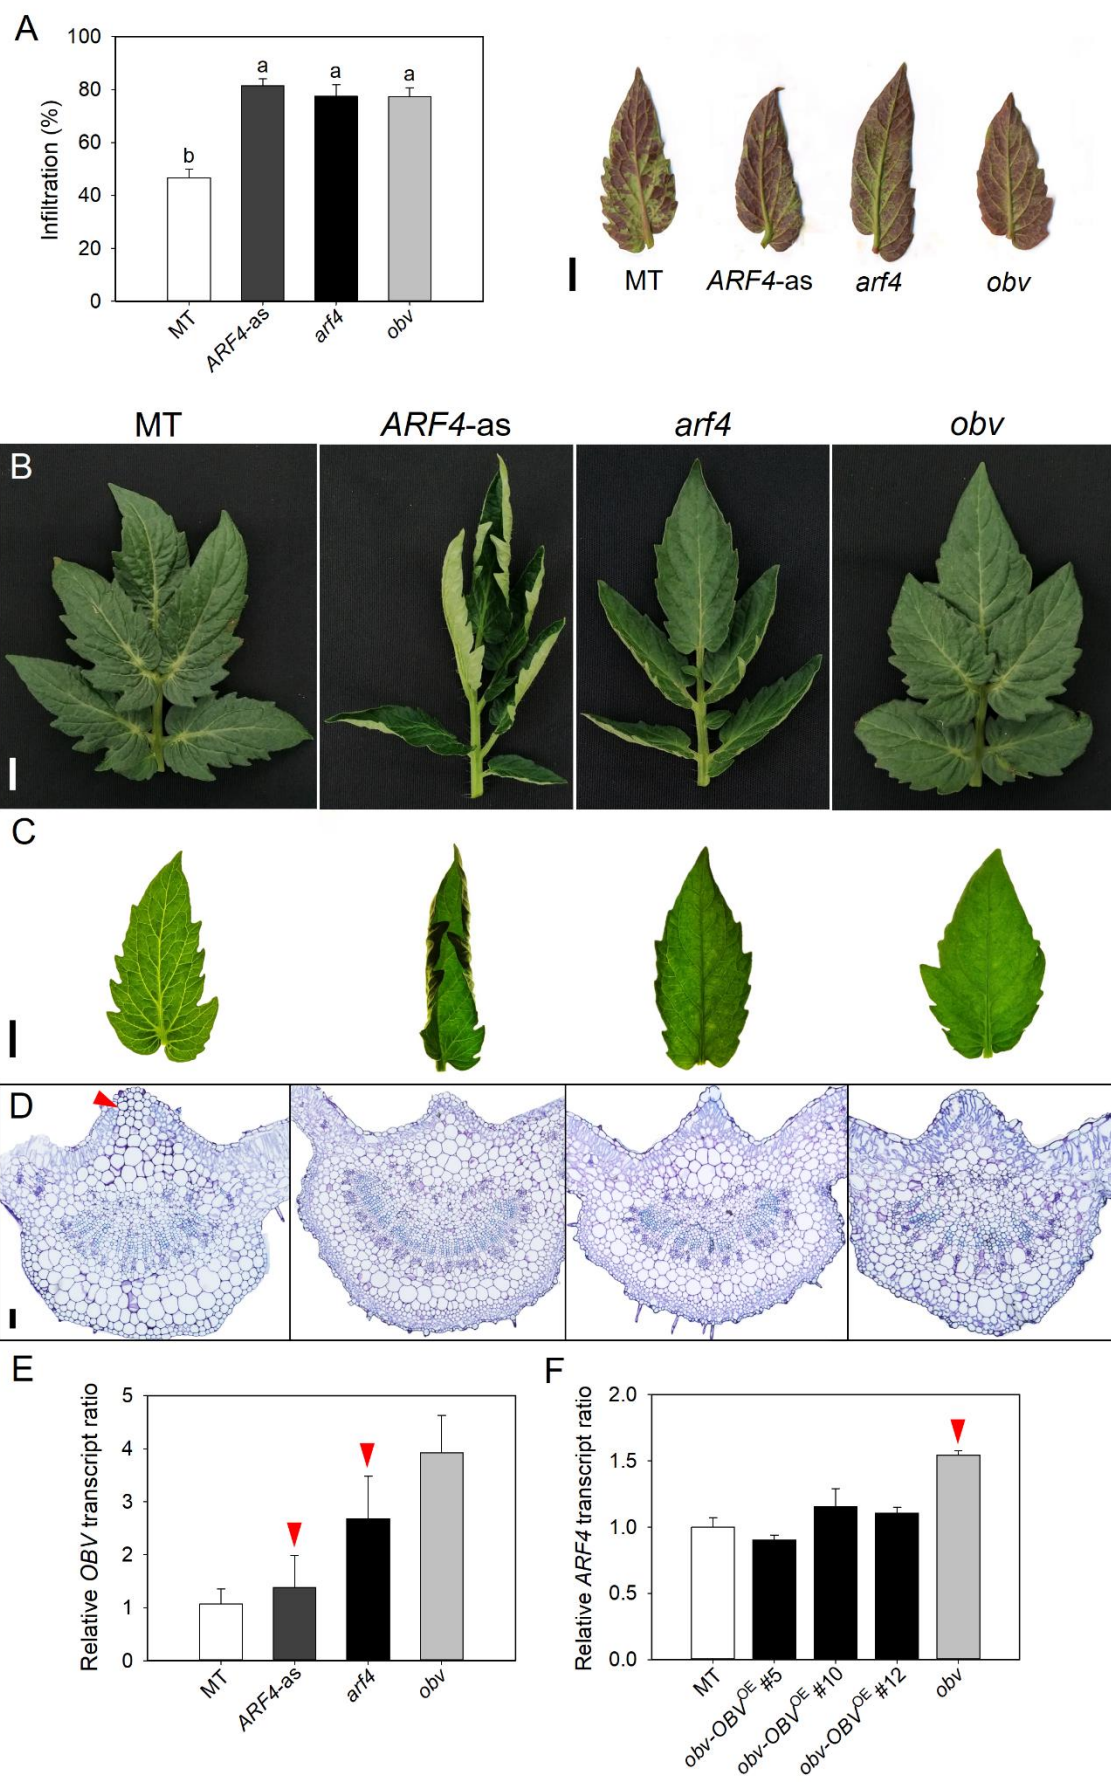 A
Infiltration (%)
100
80
60
40
20
0
b
a
a
a
MT
ARF4-as
arf4
obv
MT
ARF4-as
arf4
obv
MT
ARF4-as
arf4
obv
B
C
D
E
Relative OBV transcript ratio
5
4
3
2
1
0
MT
ARF4-as
arf4
obv
F
Relative ARF4 transcript ratio
2.0
1.5
1.0
0.5
0.0
MT
obv-OBV^OE #5
obv-OBV^OE #10
obv-OBV^OE #12
obv